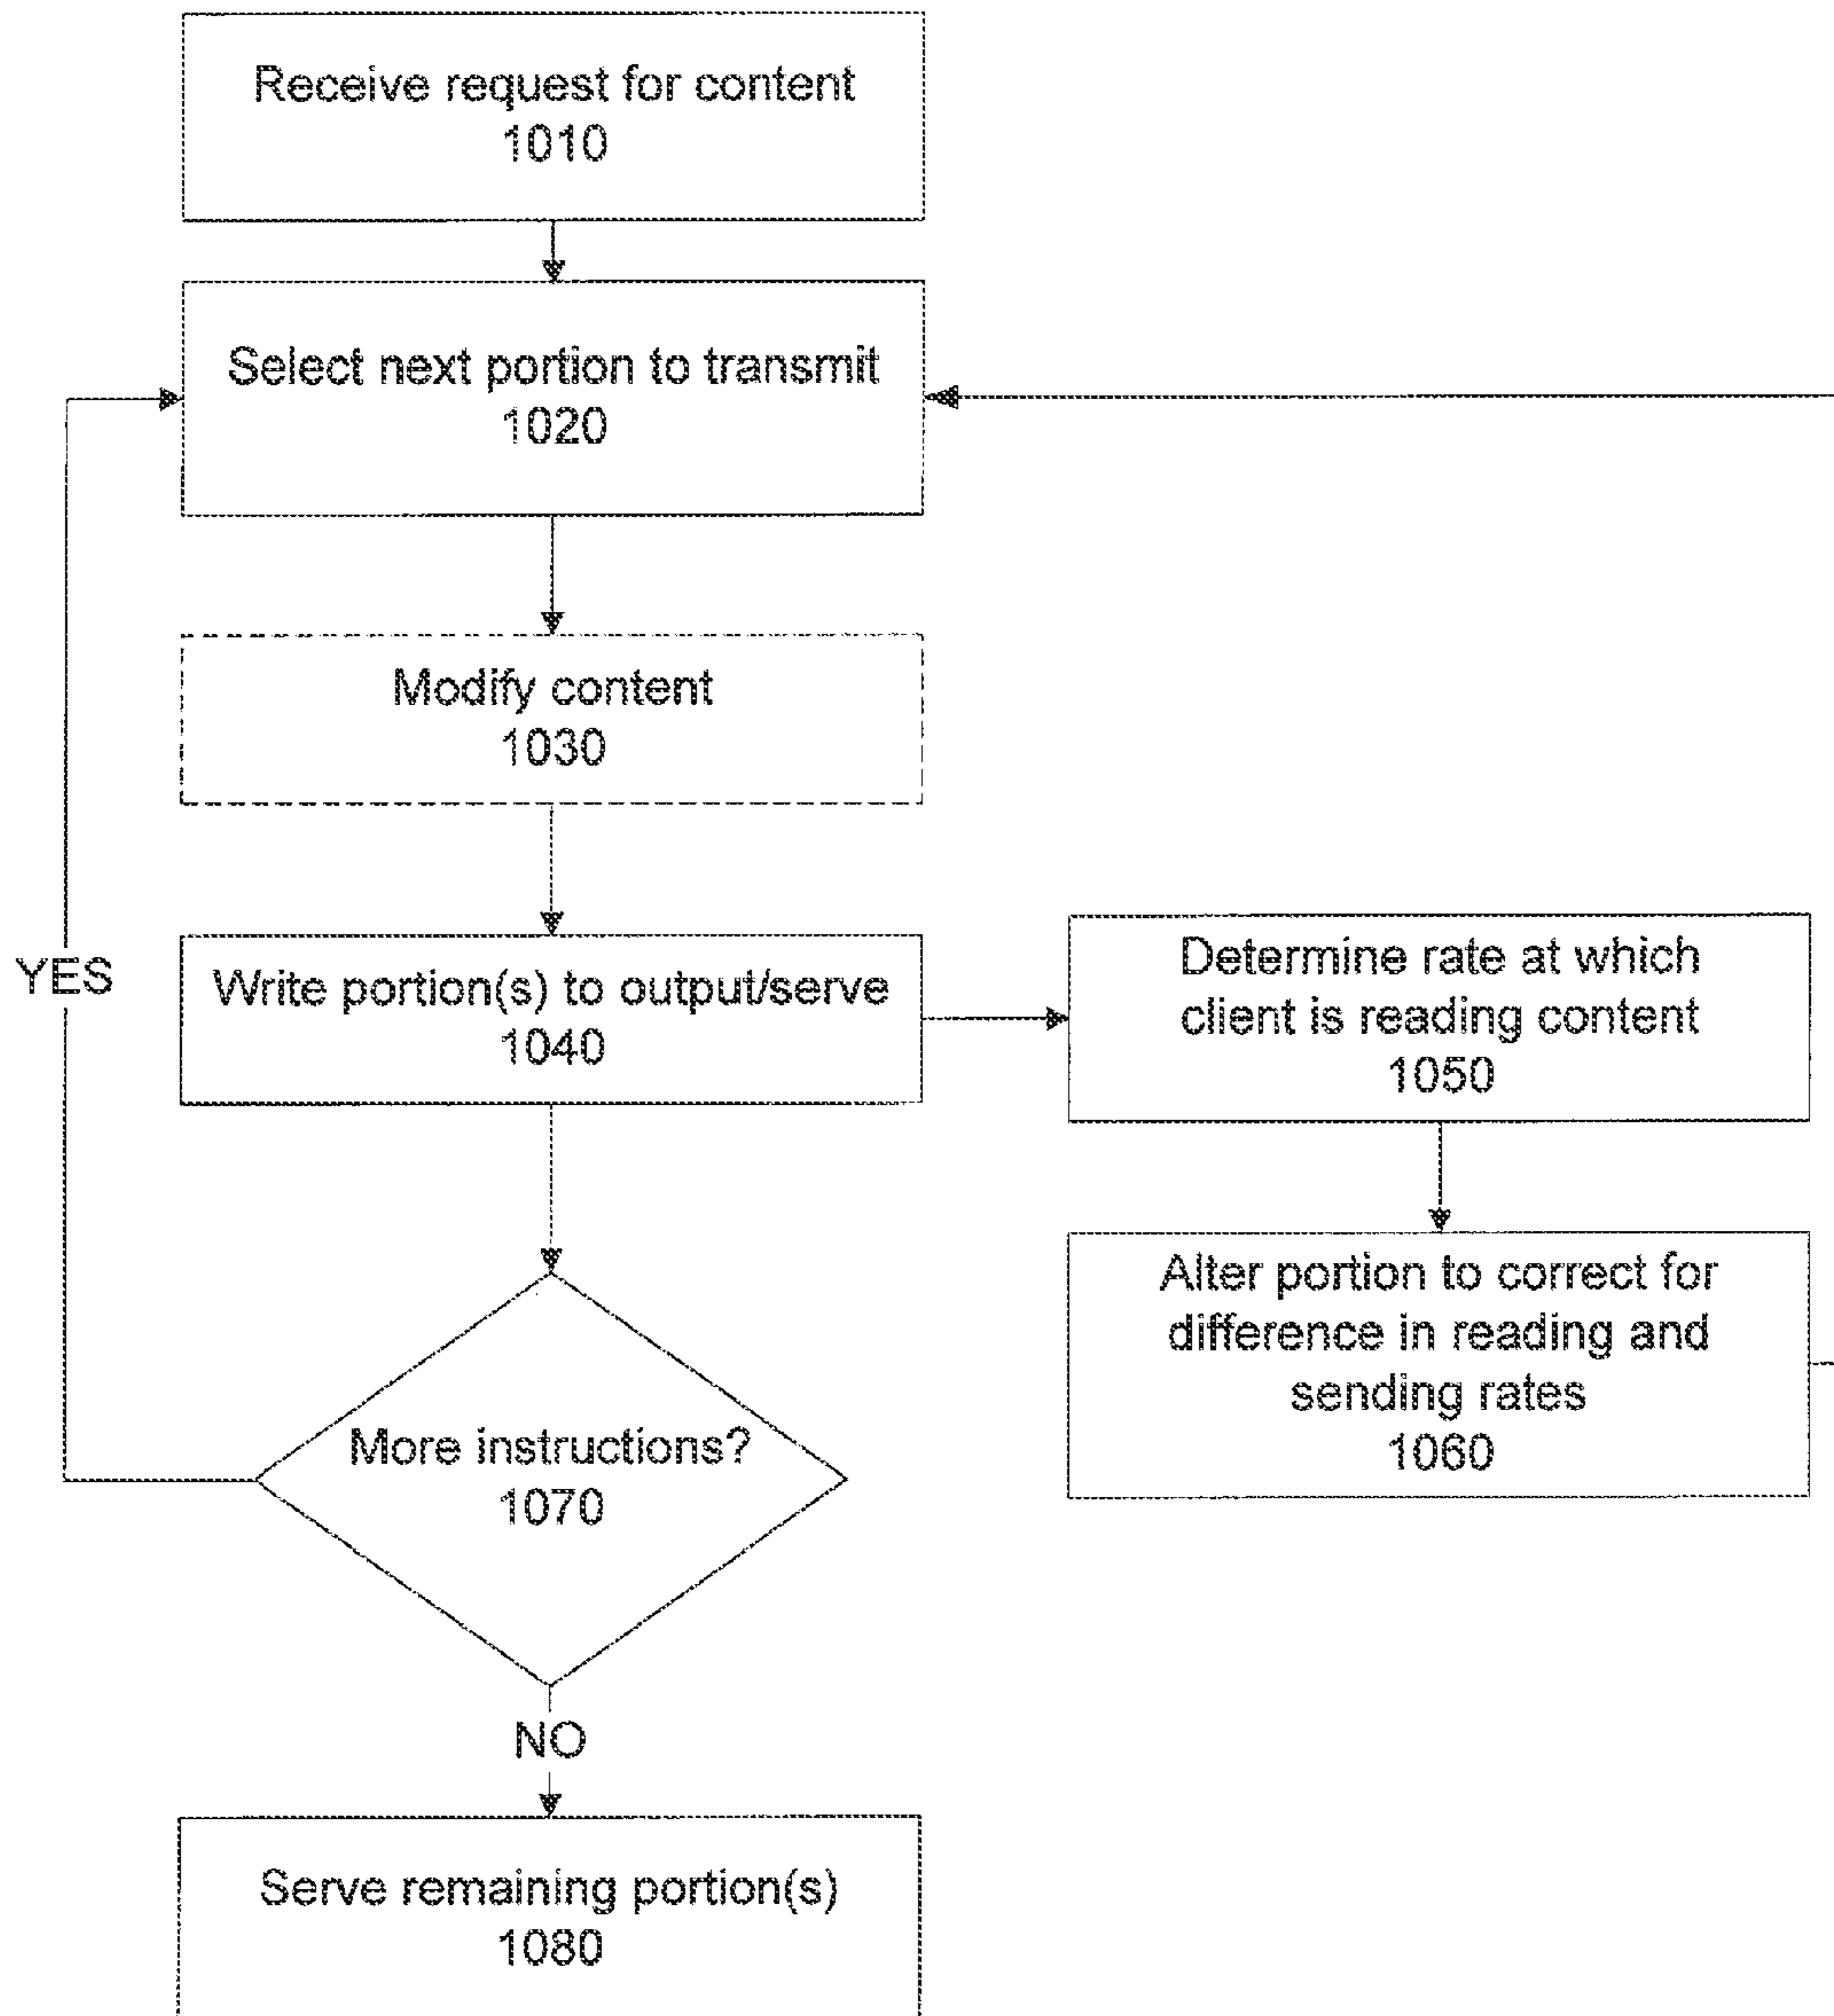 Receive request for content
1010
Select next portion to transmit
1020
Modify content
1030
YES
Write portion(s) to output/serve
1040
Determine rate at which
client is reading content
1050
Alter portion to correct for
difference in reading and
sending rates
1060
More instructions?
1070
NO
Serve remaining portion(s)
1080